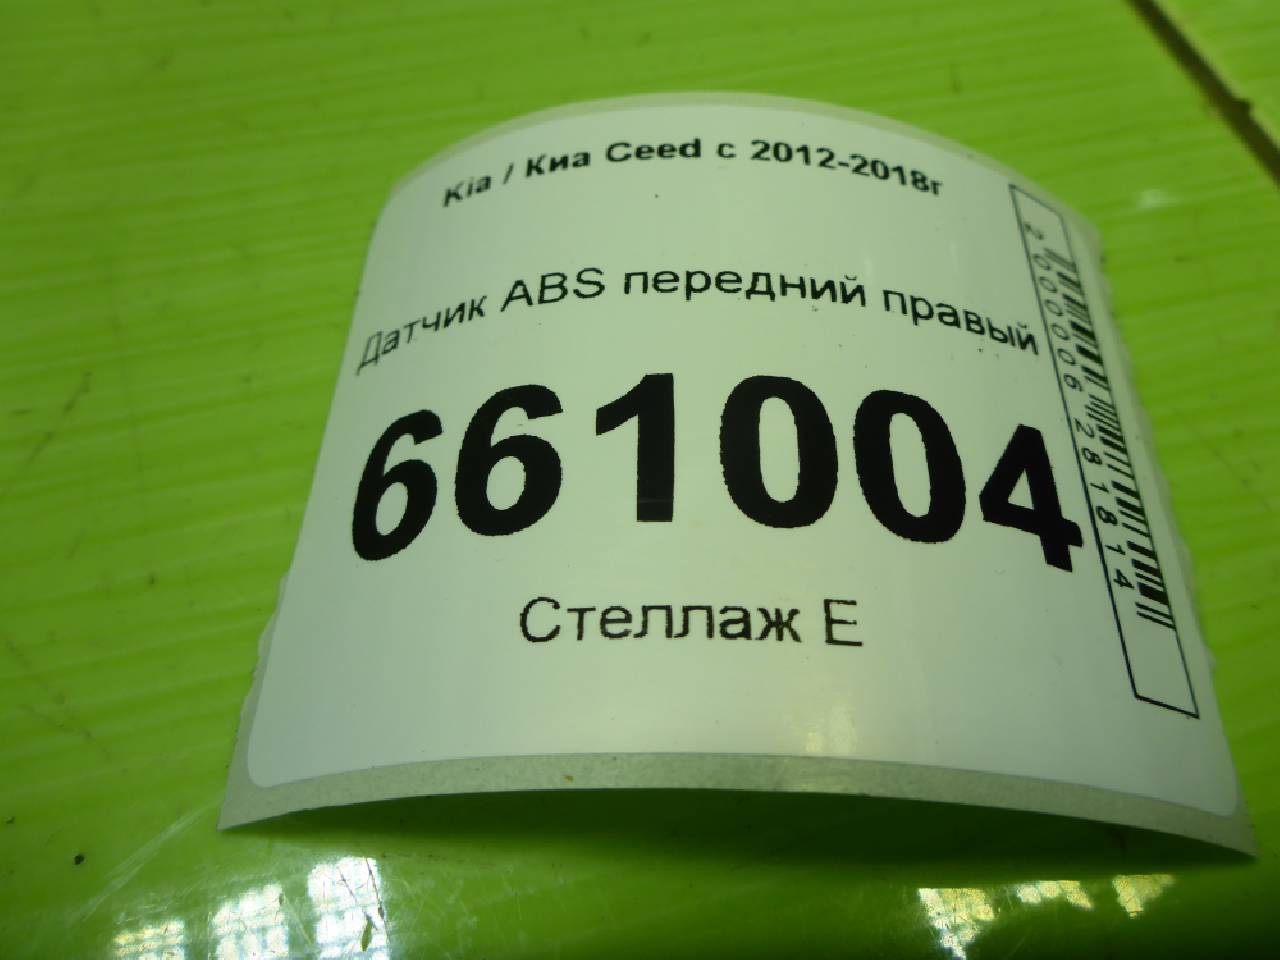 Kia / Киа Ceed с 2012-2018г
Датчик ABS передний правый
661004
Стеллаж Е
2000006281814